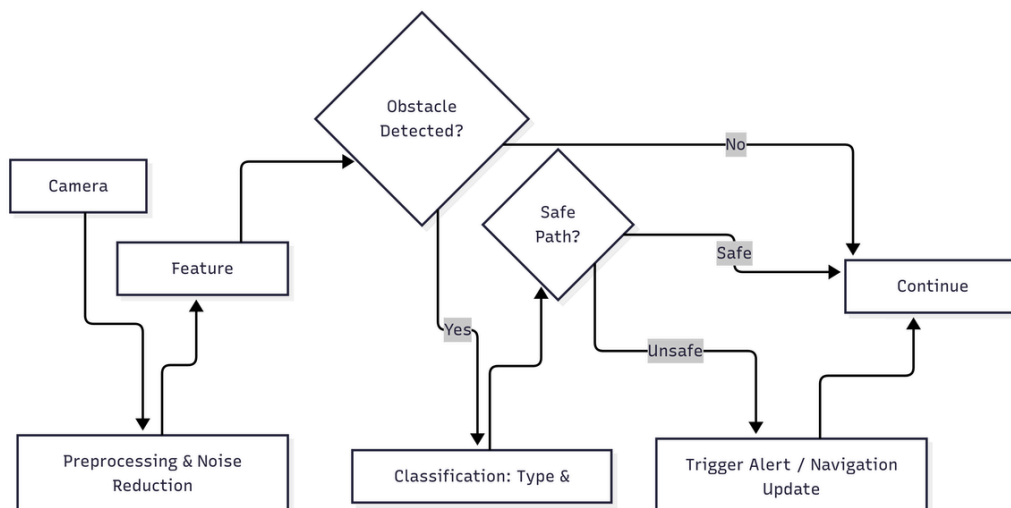 Obstacle
Detected?
No
Camera
Safe
Path?
Safe
Feature
Continue
Yes
Unsafe
Preprocessing & Noise
Reduction
Classification: Type &
Trigger Alert / Navigation
Update